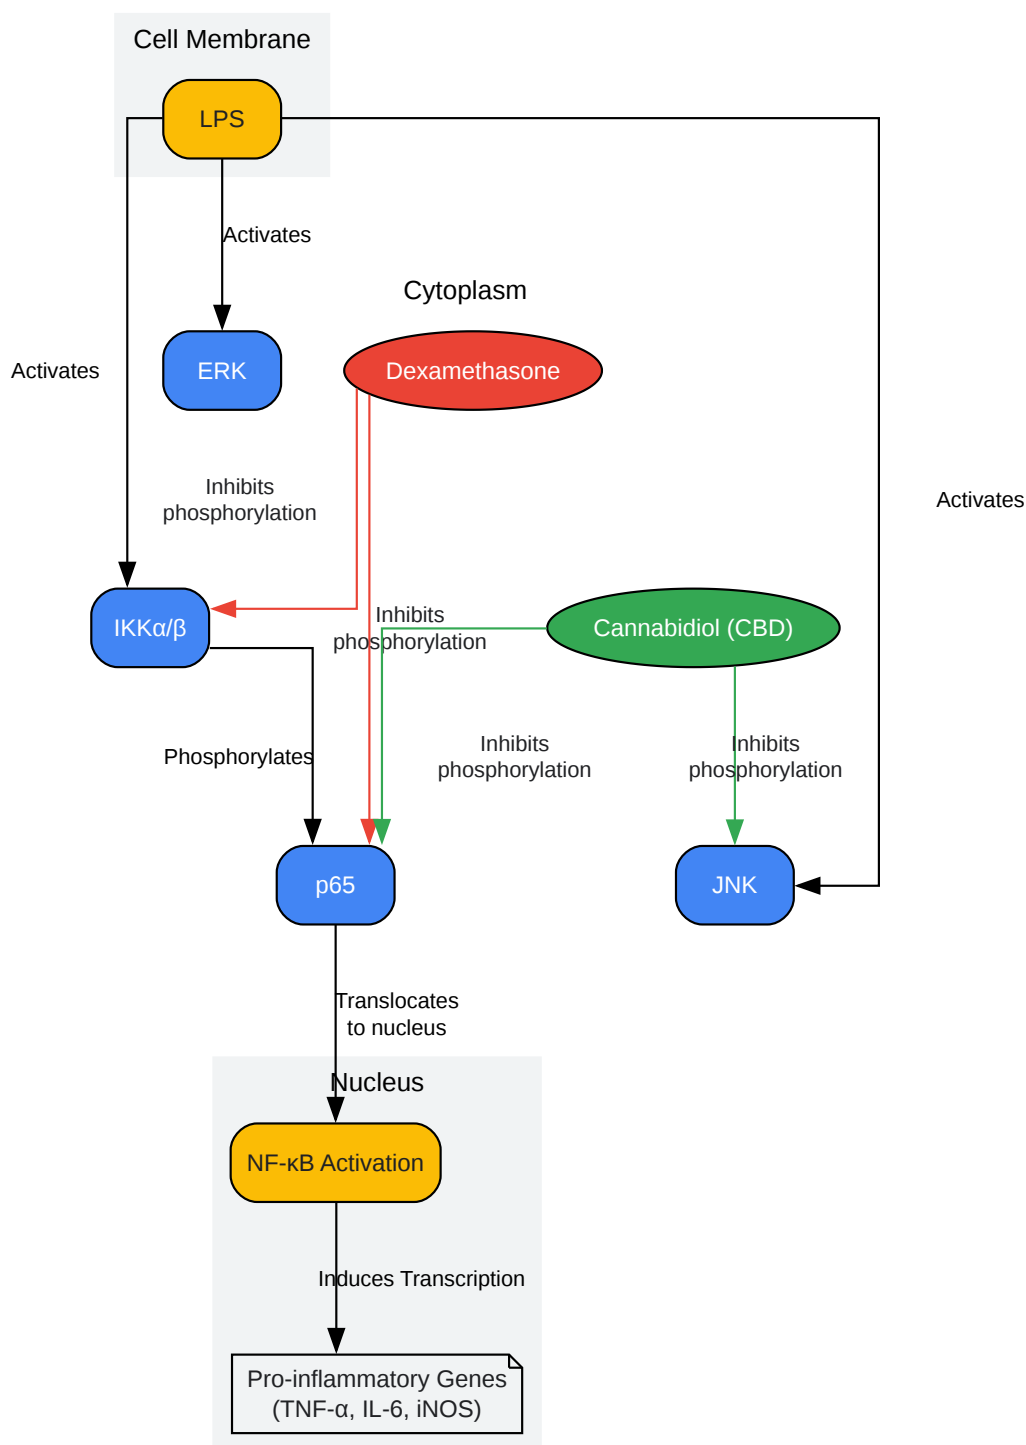 Cell Membrane
LPS
Activates
Cytoplasm
Activates
ERK
Dexamethasone
Inhibits
phosphorylation
Activates
Inhibits
phosphorylation
IKKα/β
Cannabidiol (CBD)
Phosphorylates
Inhibits
phosphorylation
Inhibits
phosphorylation
p65
JNK
Translocates
to nucleus
Nucleus
NF-κB Activation
Induces Transcription
Pro-inflammatory Genes
(TNF-α, IL-6, iNOS)